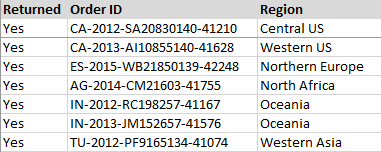 Returned Order ID Region
Yes CA-2012-SA20830140-41210 Central US
Yes CA-2013-AI10855140-41628 Western US
Yes ES-2015-WB21850139-42248 Northern Europe
Yes AG-2014-CM21603-41755 North Africa
Yes IN-2012-RC198257-41167 Oceania
Yes IN-2013-JM152657-41576 Oceania
Yes TU-2012-PF9165134-41074 Western Asia